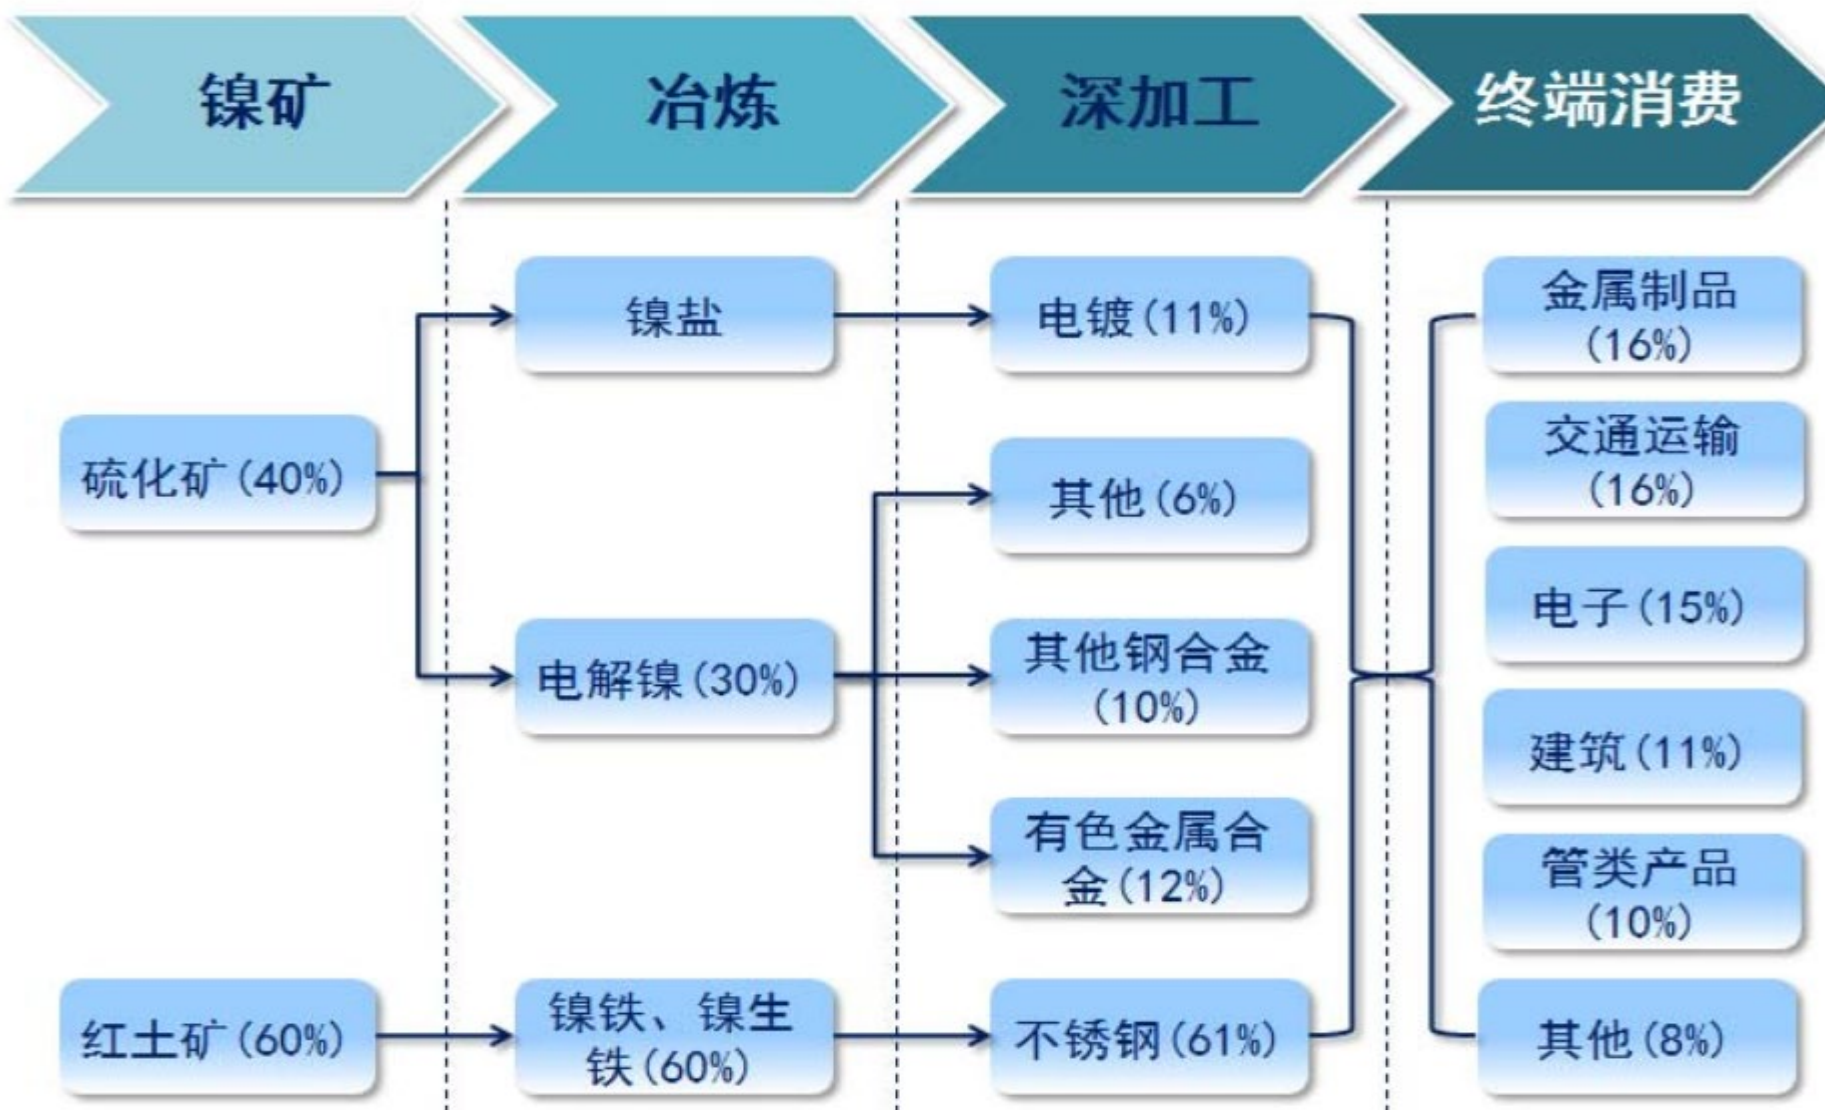 镍矿
冶炼
深加工
终端消费
硫化矿(40%)
红土矿(60%)
镍盐
电解镍(30%)
镍铁、镍生
铁(60%)
电镀(11%)
其他(6%)
其他钢合金
(10%)
有色金属合
金(12%)
不锈钢(61%)
金属制品
(16%)
交通运输
(16%)
电子(15%)
建筑(11%)
管类产品
(10%)
其他(8%)